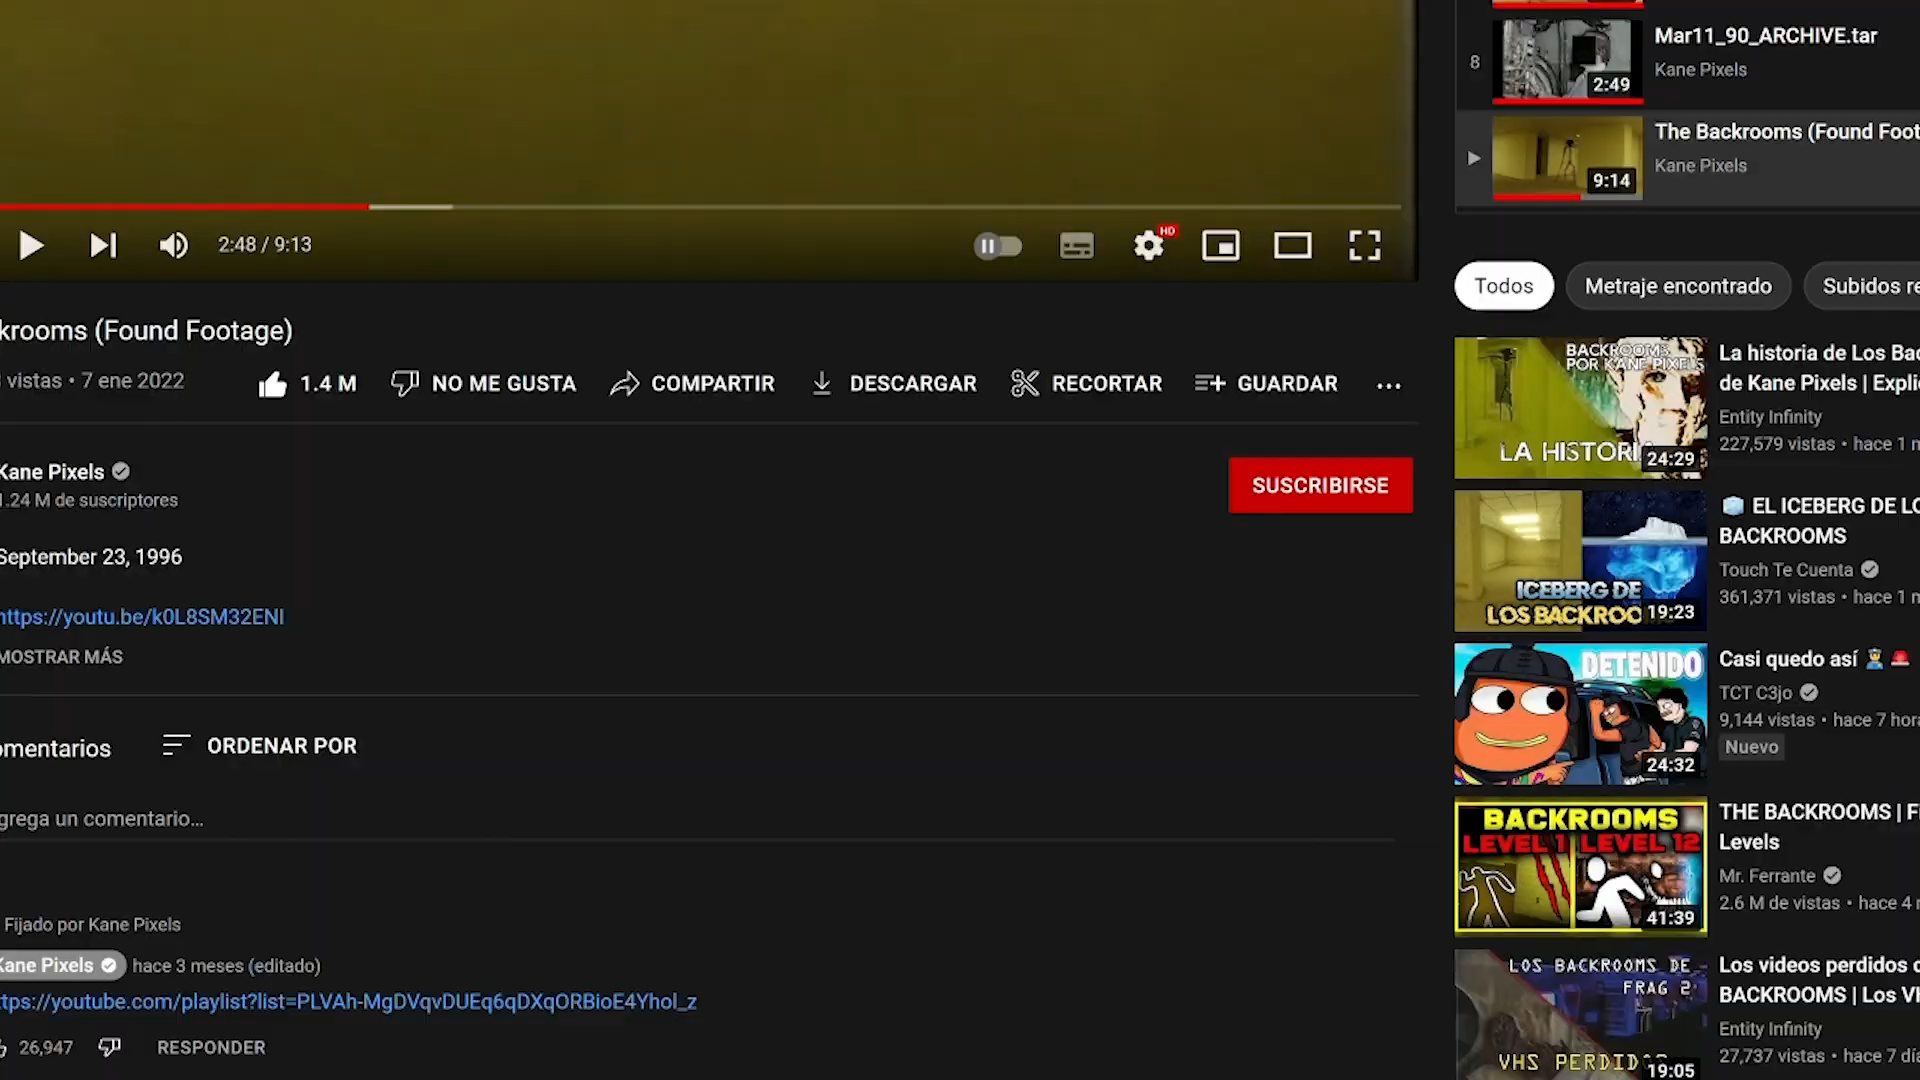 Mar11_90_ARCHIVE.tar
8
Kane Pixels
2:49
The Backrooms (Found Foot
Kane Pixels
9:14
2:48 / 9:13
HD
Todos
Metraje encontrado
Subidos re
krooms (Found Footage)
vistas • 7 ene 2022
1.4 M
NO ME GUSTA
COMPARTIR
DESCARGAR
RECORTAR
GUARDAR
Kane Pixels
1.24 M de suscriptores
SUSCRIBIRSE
September 23, 1996
https://youtu.be/k0L8SM32ENI
MOSTRAR MÁS
omentarios
ORDENAR POR
grega un comentario...
Fijado por Kane Pixels
Kane Pixels
hace 3 meses (editado)
ttps://youtube.com/playlist?list=PLVAh-MgDVqvDUEq6qDXqORBioE4Yhol_z
26,947
RESPONDER
BACKROOMS
POR KANE PIXELS
LA HISTORI
24:29
La historia de Los Bac
de Kane Pixels | Explic
Entity Infinity
227,579 vistas • hace 1 m
ICEBERG DE
LOS BACKROO
19:23
EL ICEBERG DE LO
BACKROOMS
Touch Te Cuenta
361,371 vistas • hace 1 m
DETENIDO
24:32
Casi quedo así
TCT C3jo
9,144 vistas • hace 7 hora
Nuevo
BACKROOMS
LEVEL 1 LEVEL 12
41:39
THE BACKROOMS | Fi
Levels
Mr. Ferrante
2.6 M de vistas • hace 4 m
LOS BACKROOMS DE
FRAG 2
VHS PERDIDO
19:05
Los videos perdidos d
BACKROOMS | Los VH
Entity Infinity
27,737 vistas • hace 7 día